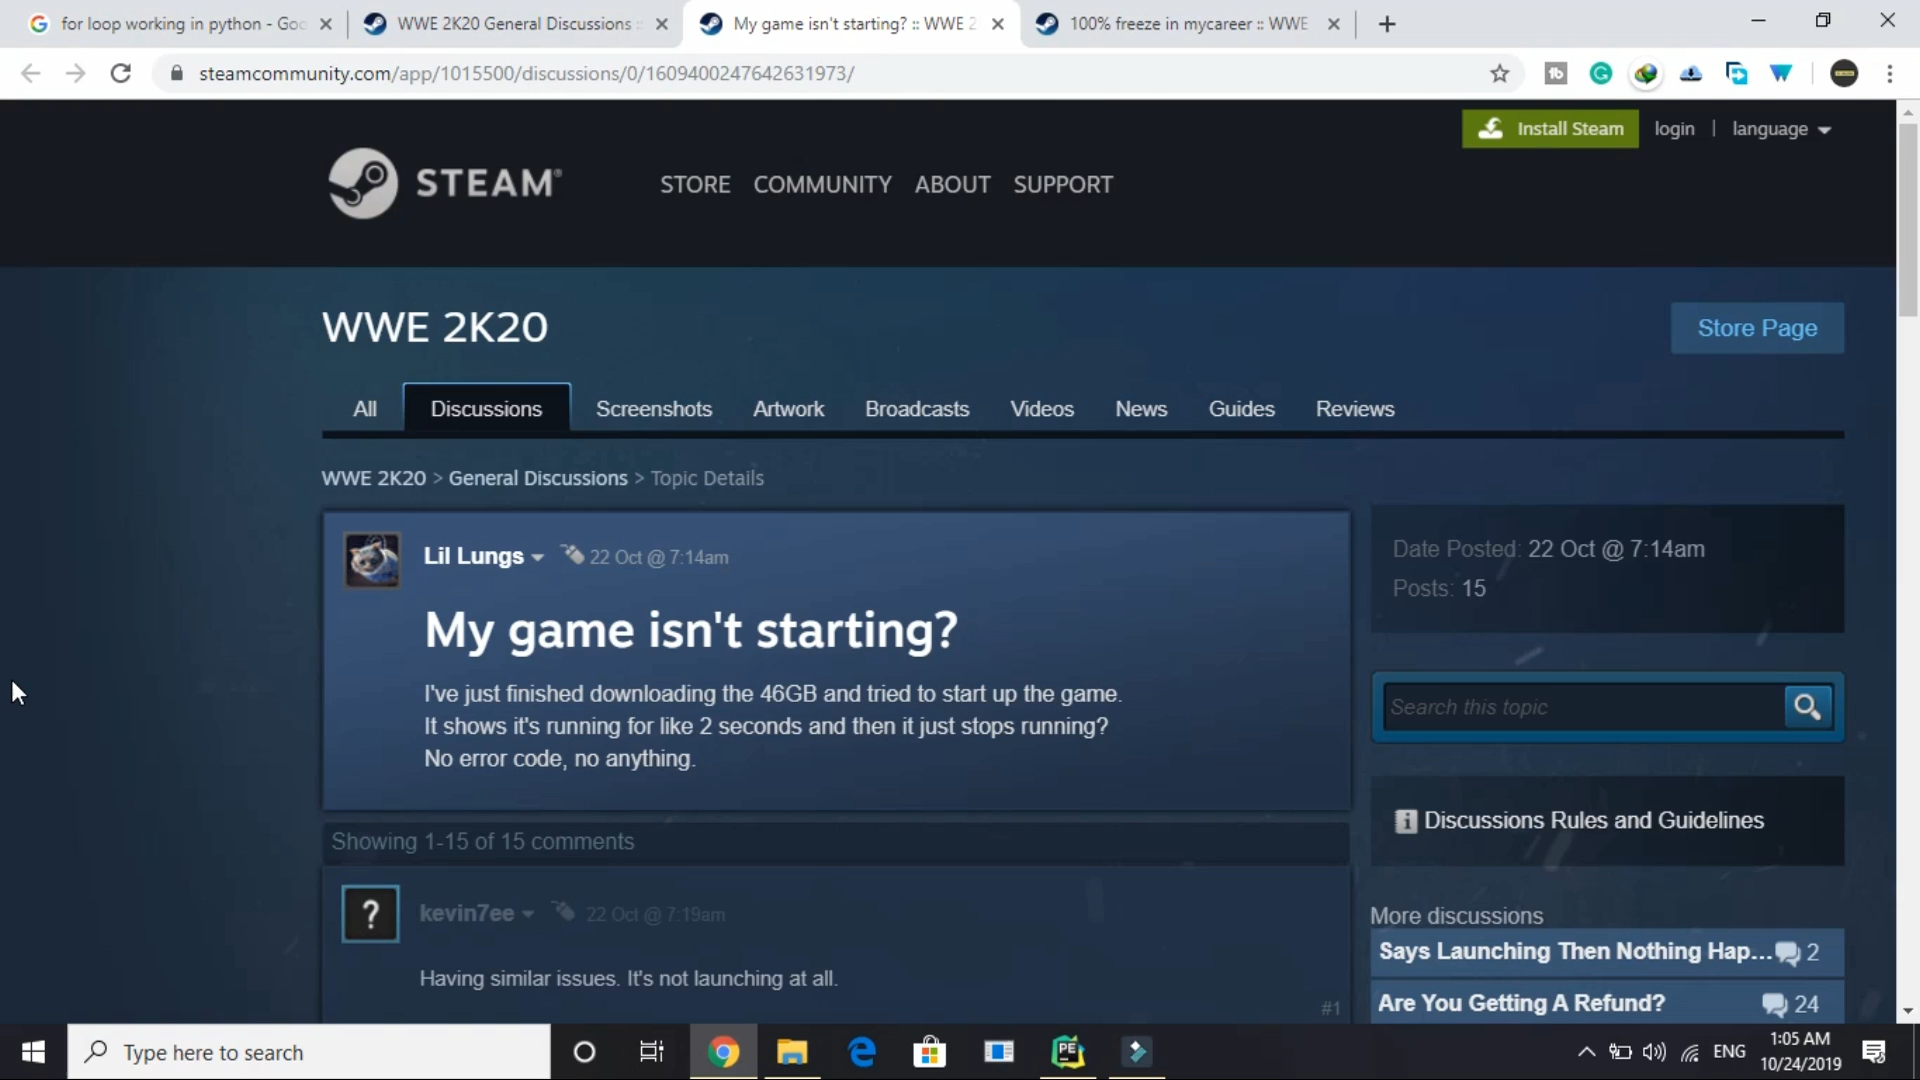 for loop working in python - Goo
WWE 2K20 General Discussions :
My game isn't starting? :: WWE 2
100% freeze in mycareer :: WWE
steamcommunity.com/app/1015500/discussions/0/1609400247642631973/
Install Steam
login | language
STEAM®
STORE COMMUNITY ABOUT SUPPORT
WWE 2K20
Store Page
All Discussions Screenshots Artwork Broadcasts Videos News Guides Reviews
WWE 2K20 > General Discussions > Topic Details
Lil Lungs 22 Oct @ 7:14am
My game isn't starting?
I've just finished downloading the 46GB and tried to start up the game.
It shows it's running for like 2 seconds and then it just stops running?
No error code, no anything.
Date Posted: 22 Oct @ 7:14am
Posts: 15
Search this topic
Discussions Rules and Guidelines
Showing 1-15 of 15 comments
?
kevin7ee 22 Oct @ 7:19am
Having similar issues. It's not launching at all.
#1
More discussions
Says Launching Then Nothing Hap... 2
Are You Getting A Refund? 24
Type here to search
PE
ENG
1:05 AM
10/24/2019